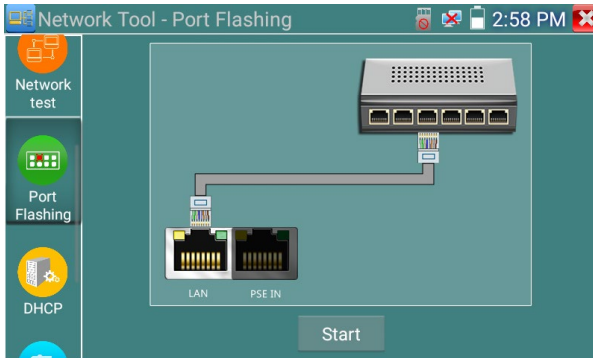 Network Tool - Port Flashing
2:58 PM
Network
test
Port
Flashing
DHCP
LAN
PSE IN
Start